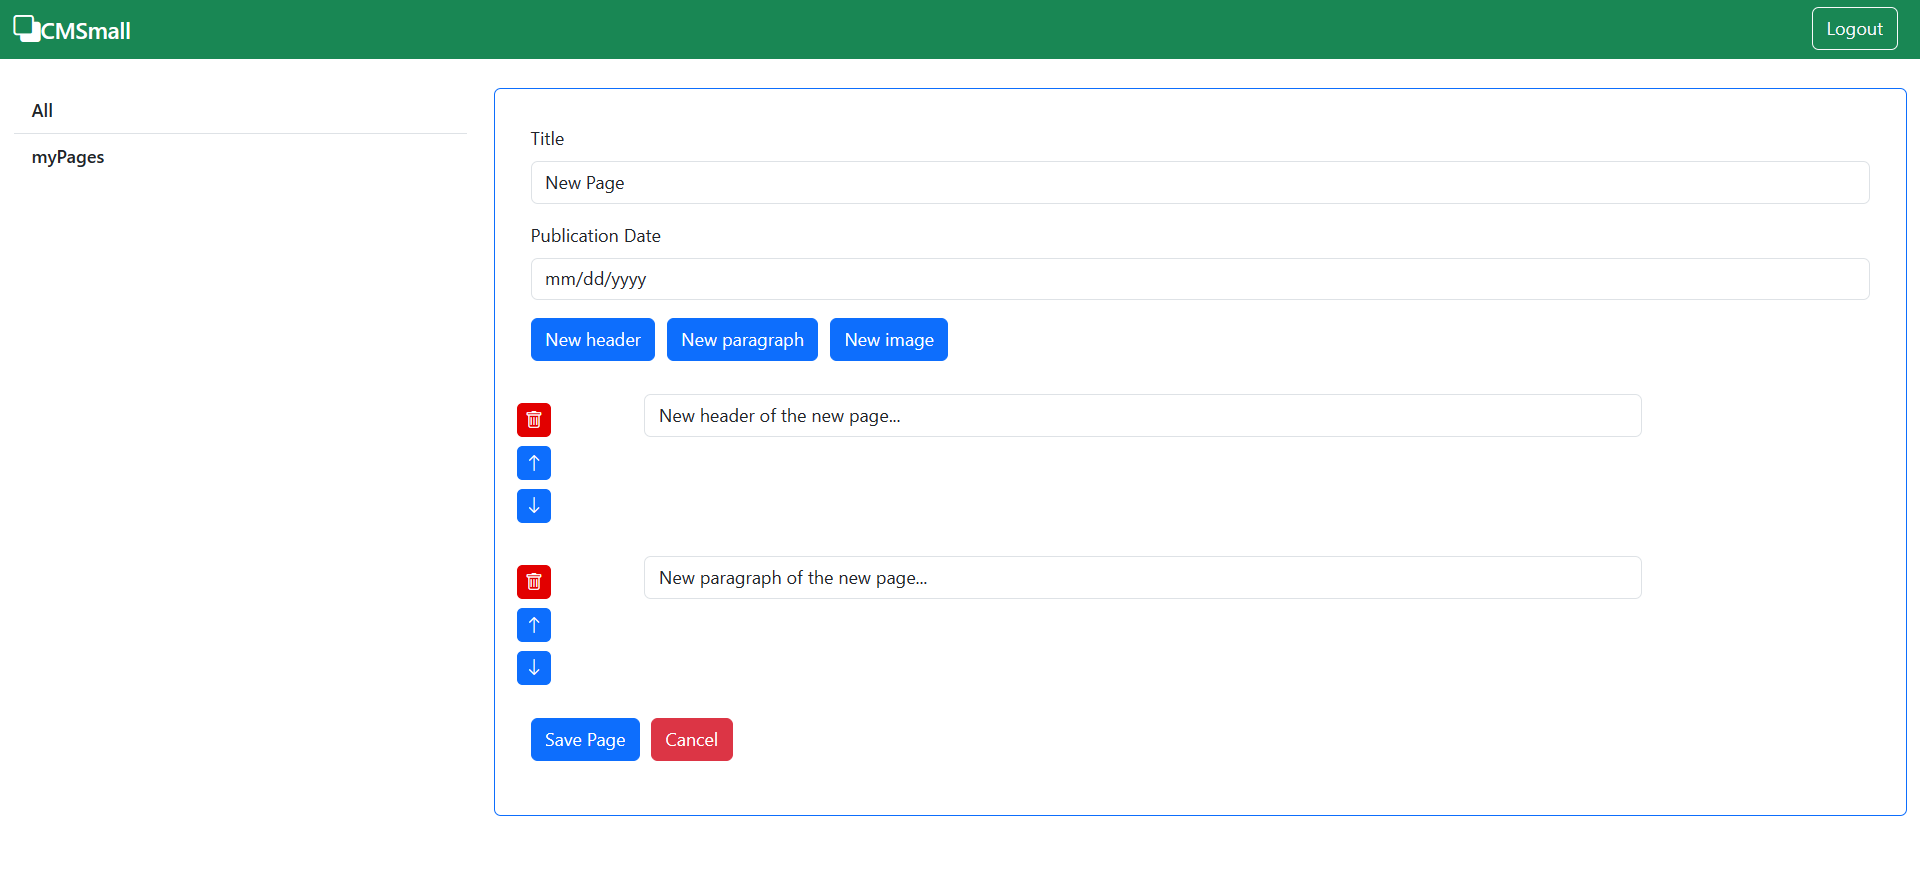 CMSmall
Logout
All
myPages
Title
New Page
Publication Date
mm/dd/yyyy
New header New paragraph New image
New header of the new page...
New paragraph of the new page...
Save Page Cancel